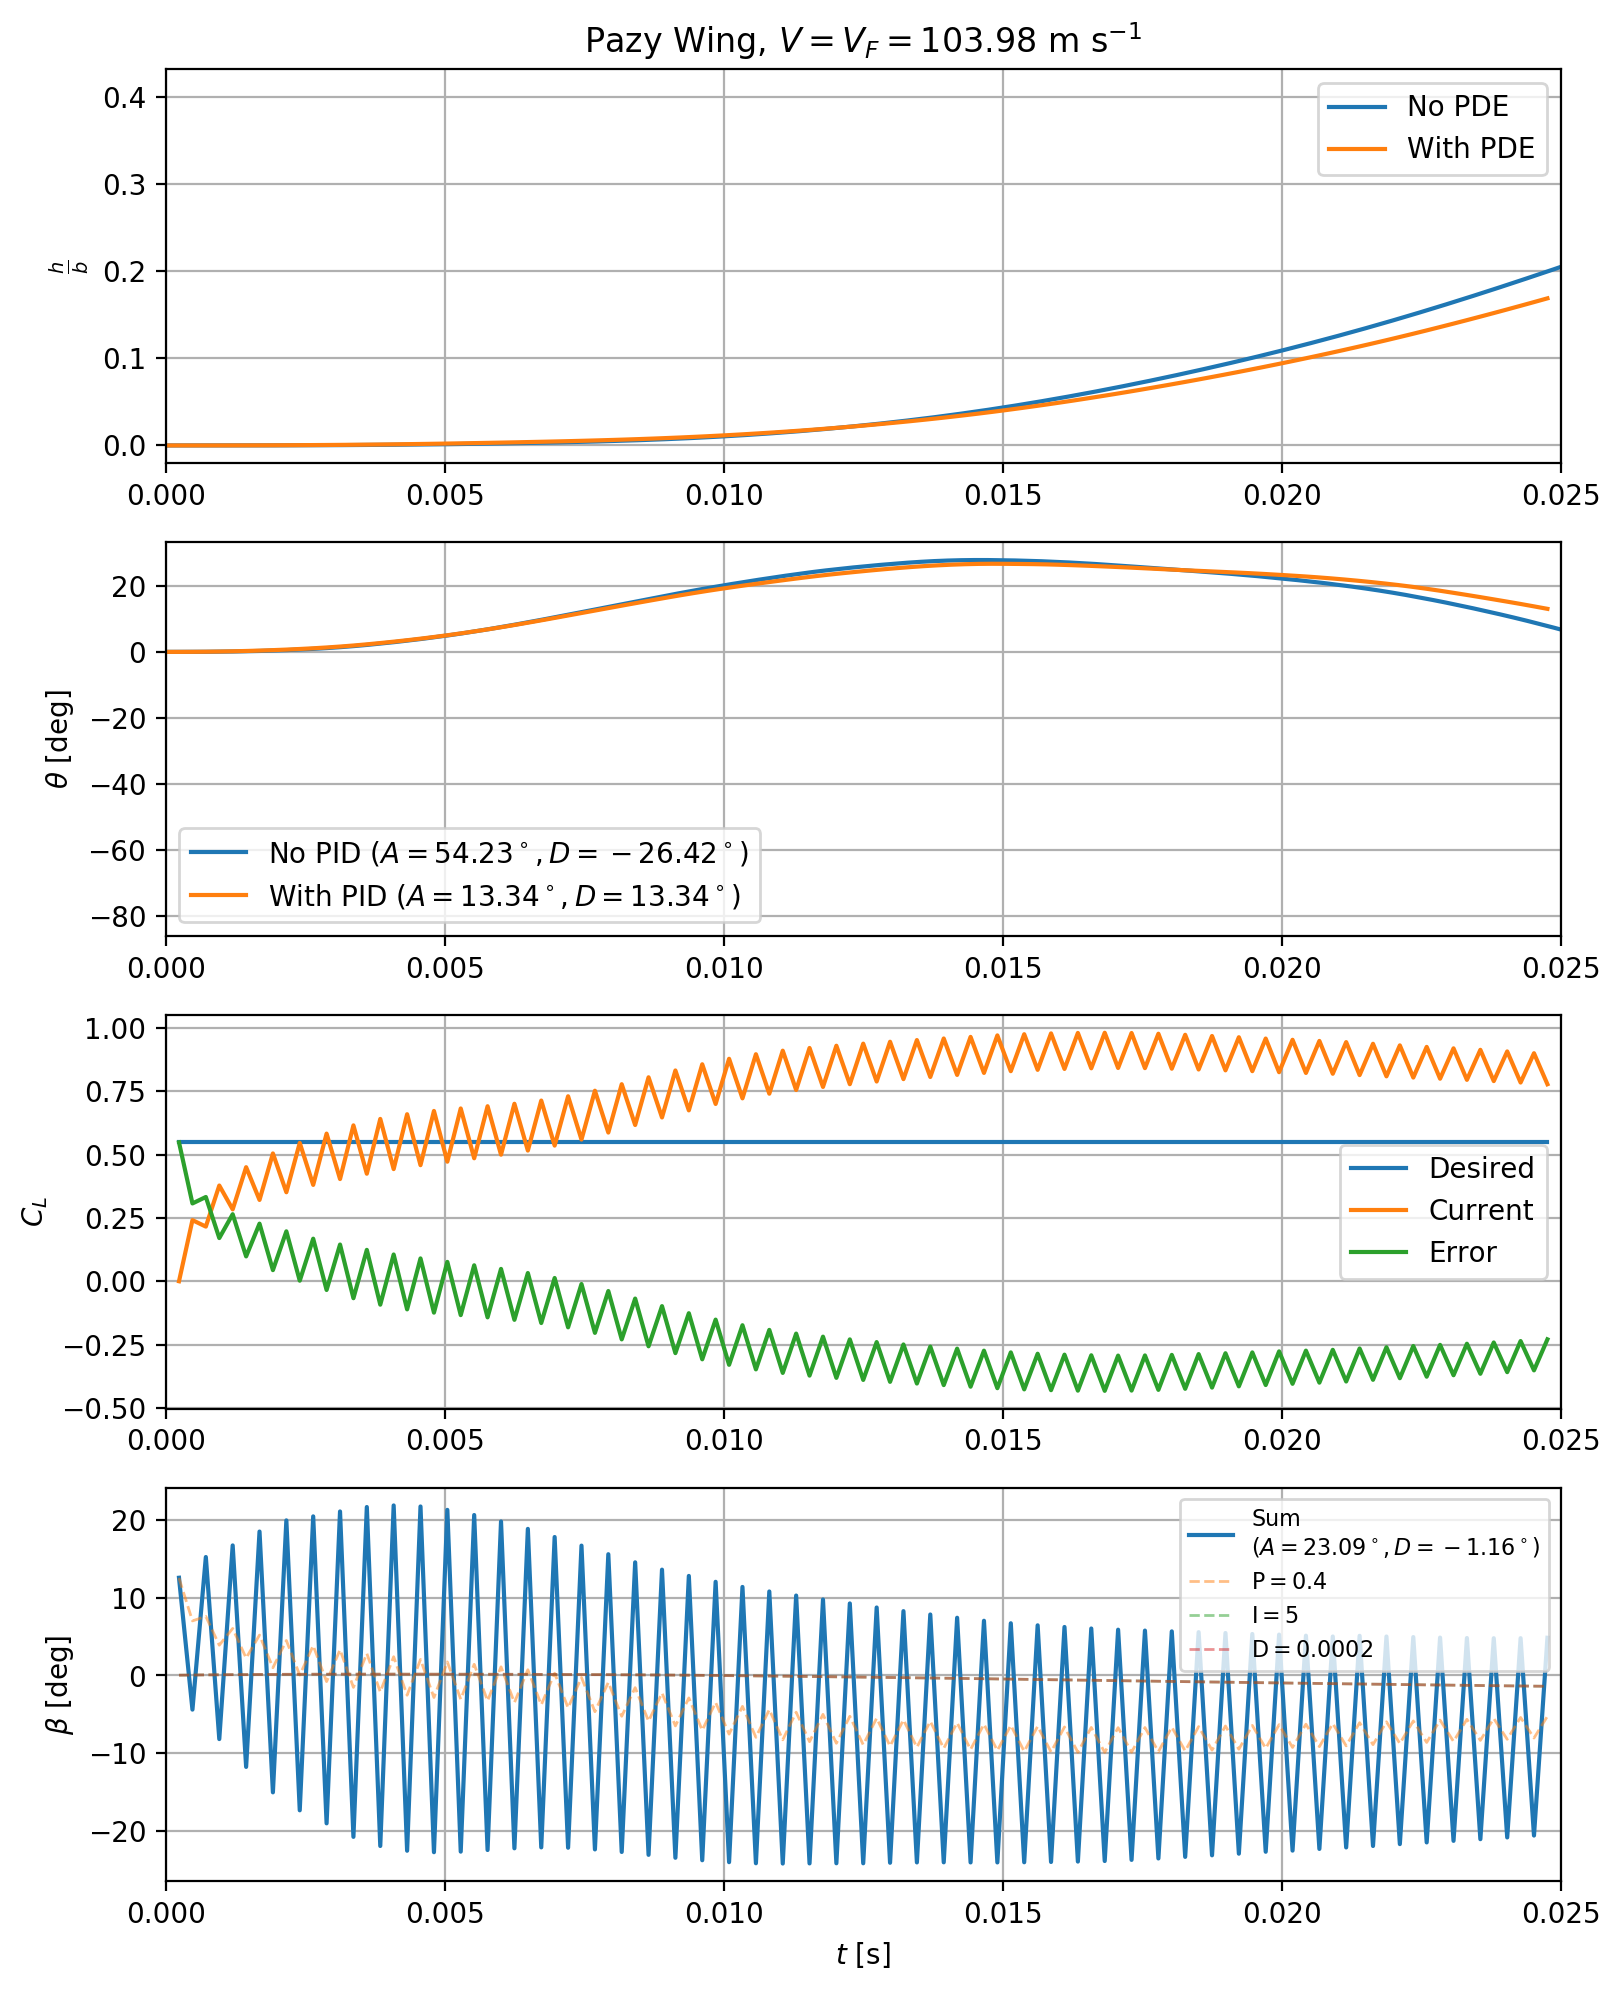 Pazy Wing, V = V_F = 103.98 m s⁻¹
0.4
0.3
0.2
0.1
0.0
h/b
No PDE
With PDE
0.000 0.005 0.010 0.015 0.020 0.025
20
0
−20
−40
−60
−80
θ [deg]
No PID (A = 54.23°, D = −26.42°)
With PID (A = 13.34°, D = 13.34°)
0.000 0.005 0.010 0.015 0.020 0.025
1.00
0.75
0.50
0.25
0.00
−0.25
−0.50
C_L
Desired
Current
Error
0.000 0.005 0.010 0.015 0.020 0.025
20
10
0
−10
−20
β [deg]
Sum
(A = 23.09°, D = −1.16°)
P = 0.4
I = 5
D = 0.0002
0.000 0.005 0.010 0.015 0.020 0.025
t [s]